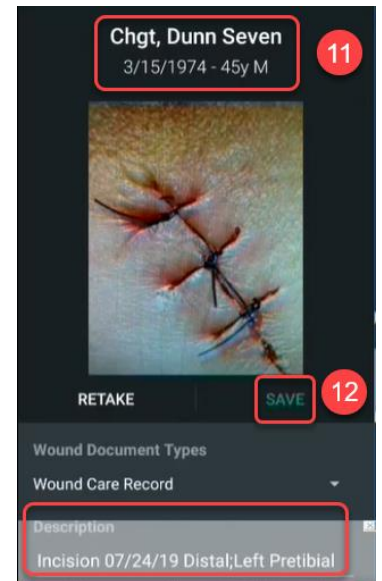 Chgt, Dunn Seven
11
3/15/1974 - 45y M
RETAKE
SAVE
12
Wound Document Types
Wound Care Record
Description
Incision 07/24/19 Distal;Left Pretibial